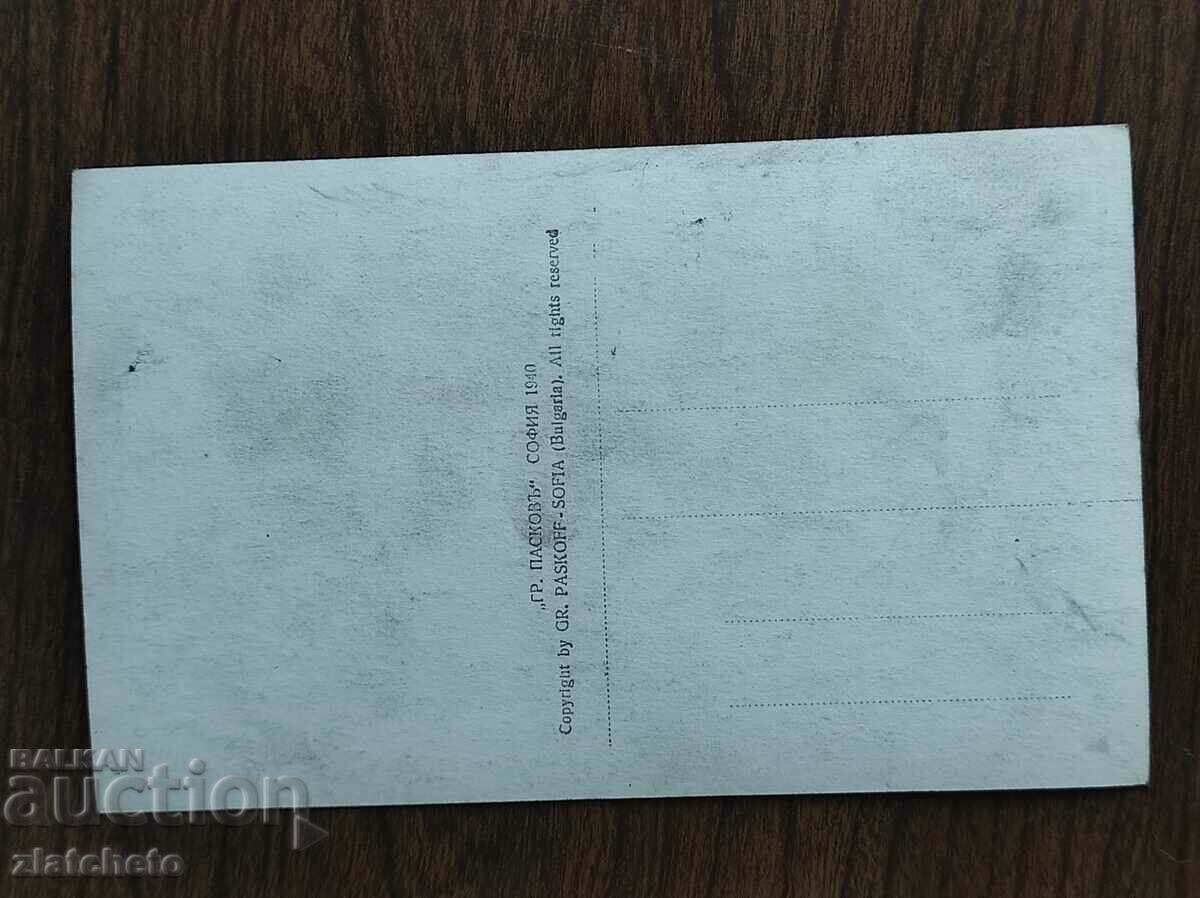 „ГР. ПАСКОВЪ“ СОФИЯ 1940
Copyright by GR. PASKOFF - SOFIA (Bulgaria). All rights reserved
BALKAN
auction
zlatcheto